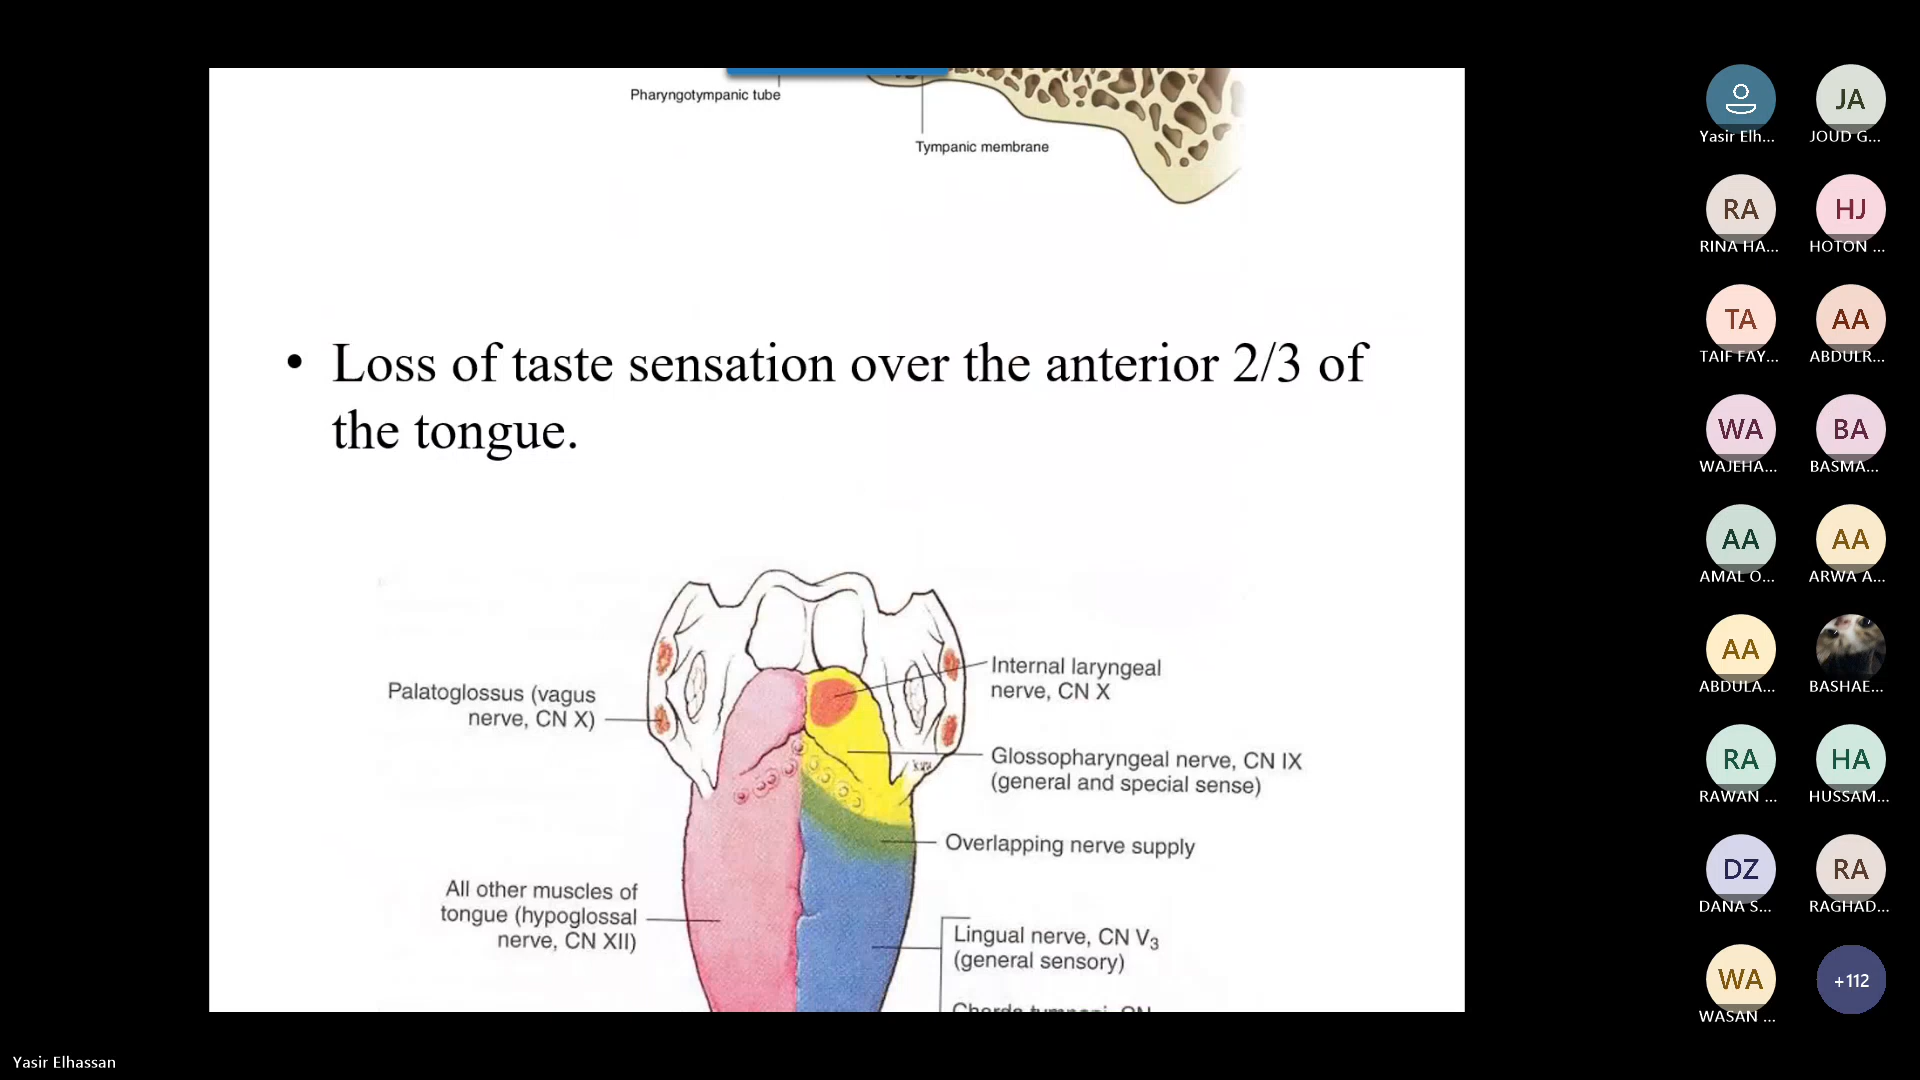 Pharyngotympanic tube
Tympanic membrane
• Loss of taste sensation over the anterior 2/3 of
the tongue.
Palatoglossus (vagus
nerve, CN X)
Internal laryngeal
nerve, CN X
Glossopharyngeal nerve, CN IX
(general and special sense)
Overlapping nerve supply
All other muscles of
tongue (hypoglossal
nerve, CN XII)
Lingual nerve, CN V₃
(general sensory)
Yasir Elh...
JA
JOUD G...
RA
RINA HA...
HJ
HOTON ...
TA
TAIF FAY...
AA
ABDULR...
WA
WAJEHA...
BA
BASMA...
AA
AMAL O...
AA
ARWA A...
AA
ABDULA...
BASHAE...
RA
RAWAN ...
HA
HUSSAM...
DZ
DANA S...
RA
RAGHAD...
WA
WASAN ...
+112
Yasir Elhassan